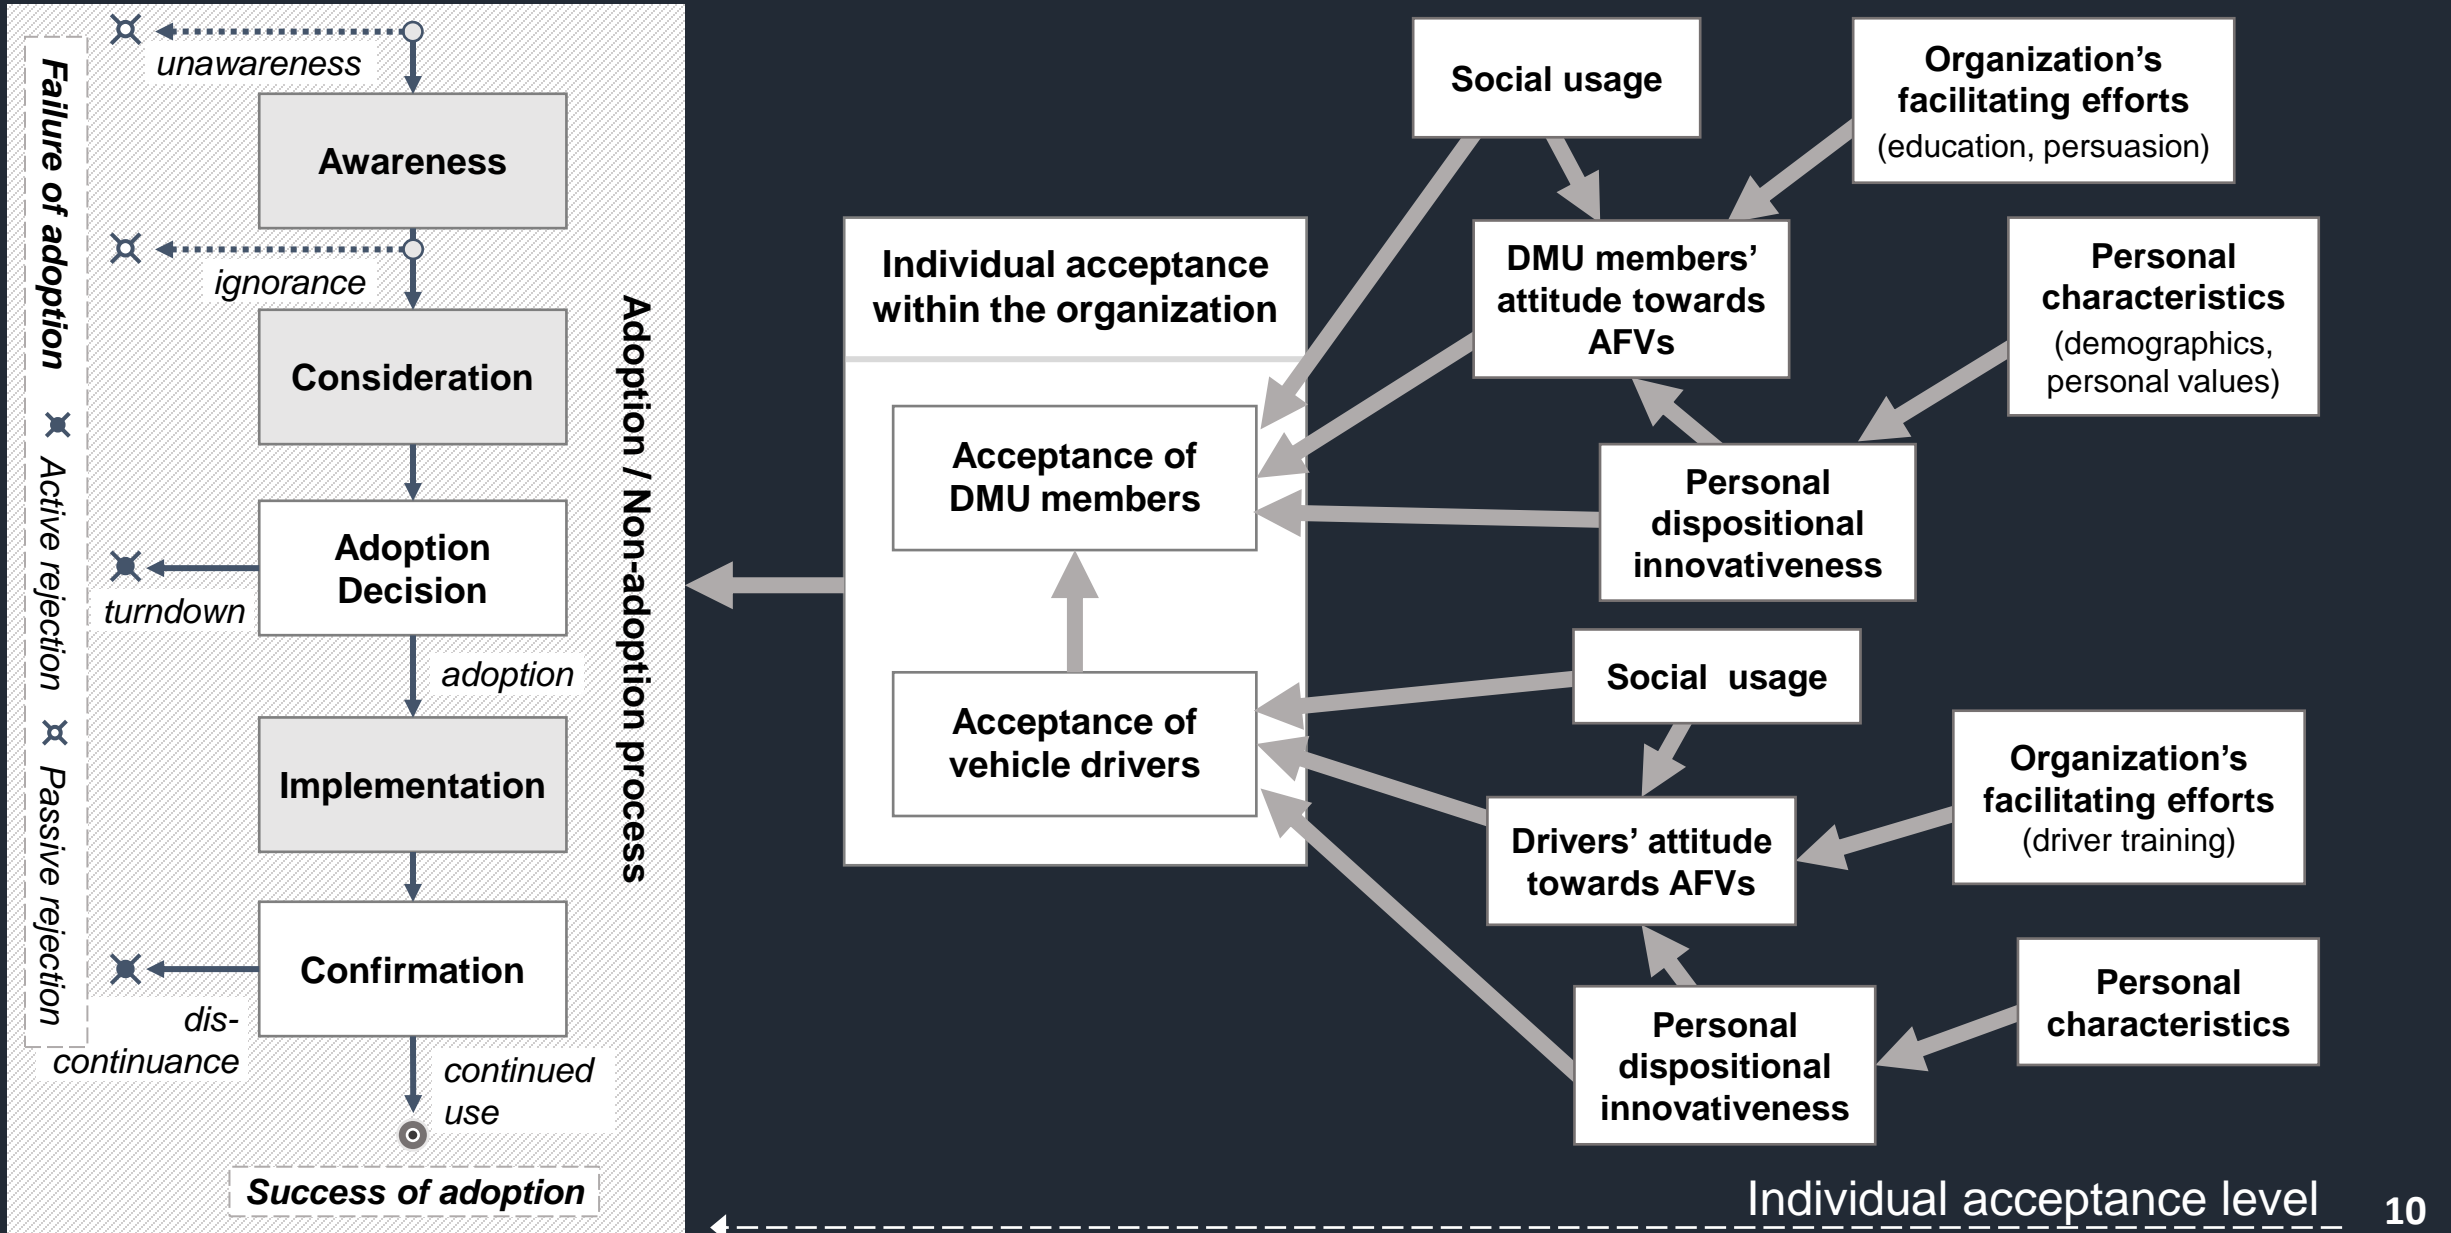 unawareness
Failure of adoption
Active rejection
Passive rejection
Awareness
ignorance
Consideration
Adoption
Decision
turndown
adoption
Implementation
Confirmation
dis-
continuance
continued
use
Success of adoption
Adoption / Non-adoption process
Individual acceptance
within the organization
Acceptance of
DMU members
Acceptance of
vehicle drivers
Social usage
Organization’s
facilitating efforts
(education, persuasion)
DMU members’
attitude towards
AFVs
Personal
characteristics
(demographics,
personal values)
Personal
dispositional
innovativeness
Social  usage
Organization’s
facilitating efforts
(driver training)
Drivers’ attitude
towards AFVs
Personal
characteristics
Personal
dispositional
innovativeness
Individual acceptance level
10